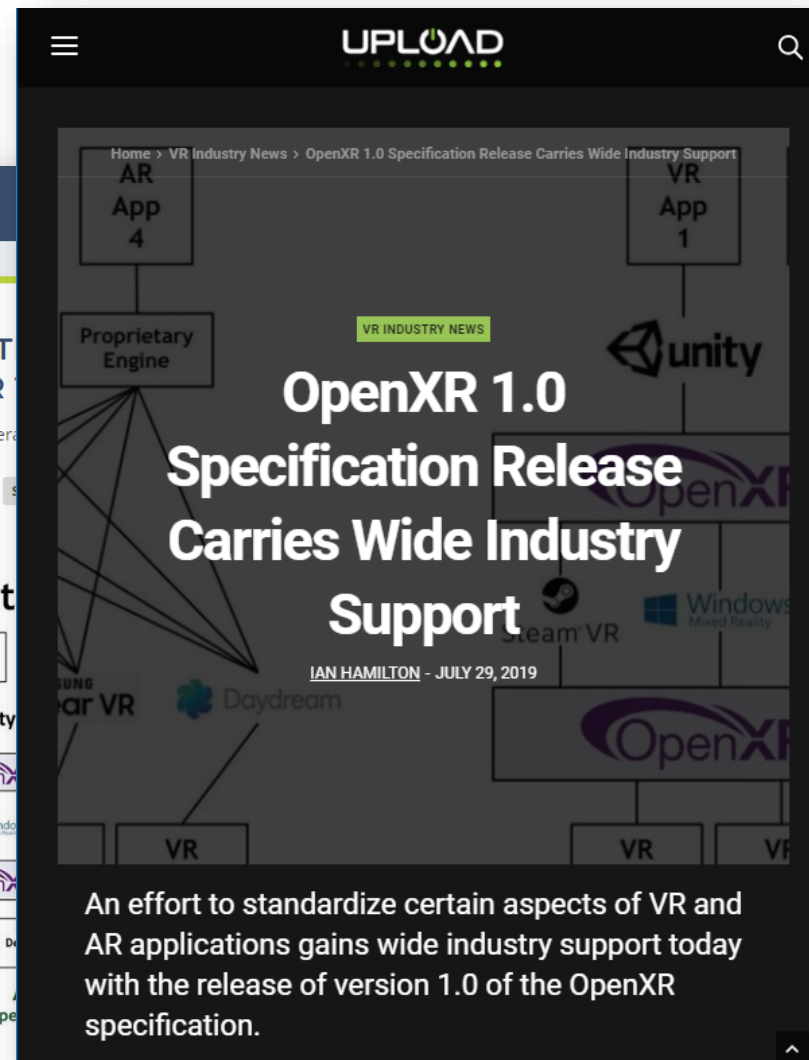 UPLOAD
Home > VR Industry News > OpenXR 1.0 Specification Release Carries Wide Industry Support
AR
App
4
VR
App
1
Proprietary
Engine
unity
VR INDUSTRY NEWS
OpenXR 1.0
Specification Release
Carries Wide Industry
Support
OpenXR
SteamVR
Windows
Mixed Reality
IAN HAMILTON - JULY 29, 2019
ar VR
Daydream
OpenXR
VR
VR
An effort to standardize certain aspects of VR and
AR applications gains wide industry support today
with the release of version 1.0 of the OpenXR
specification.